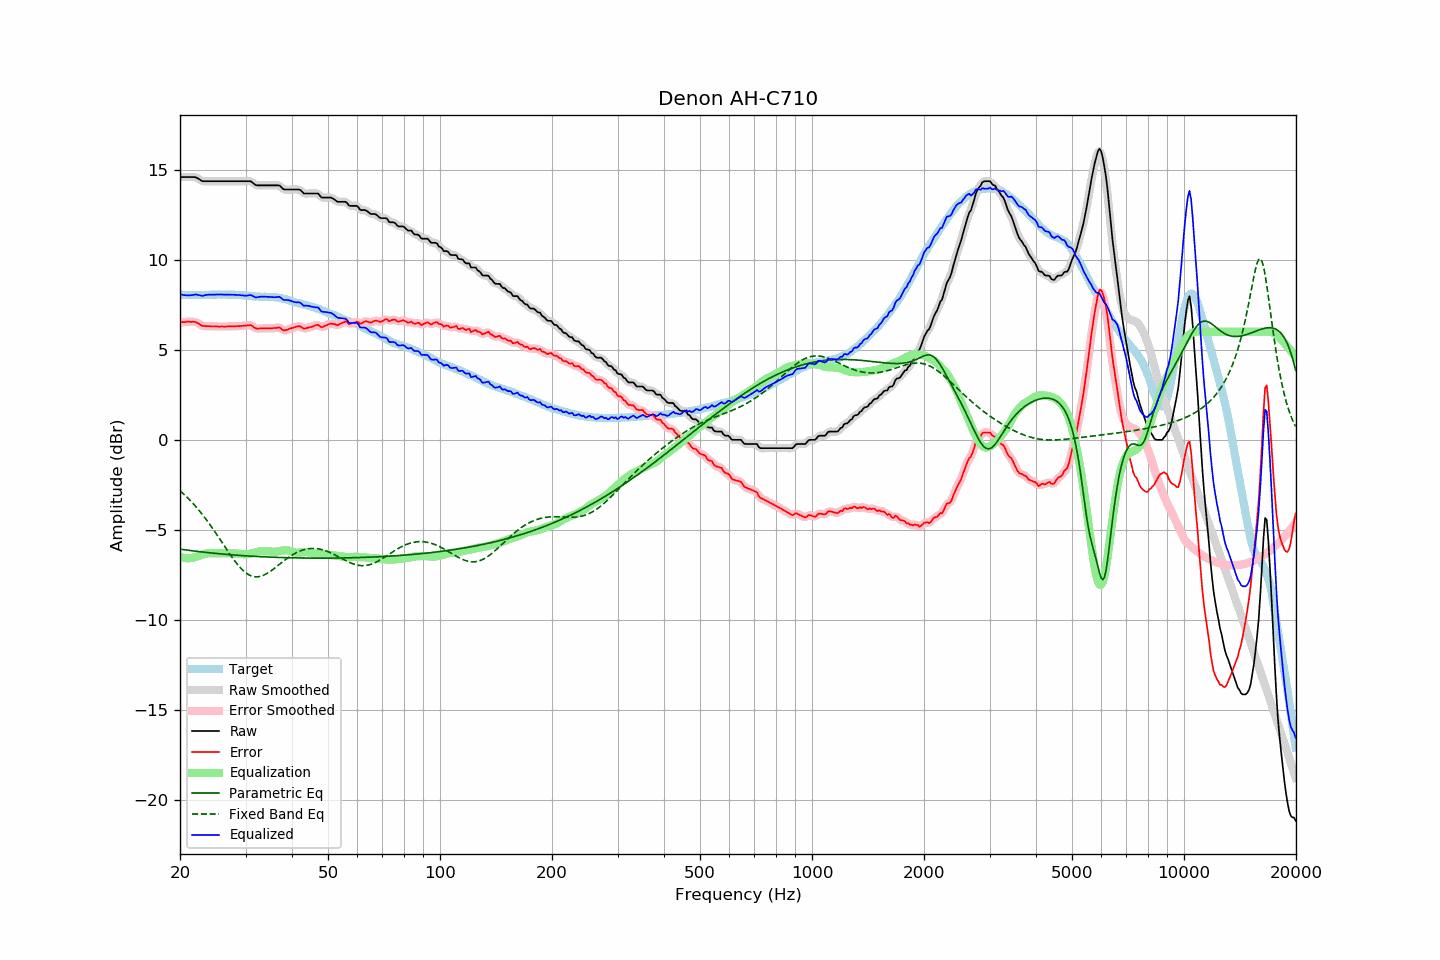 Denon AH-C710
Amplitude (dBr)
15
10
5
0
−5
−10
−15
−20
Target
Raw Smoothed
Error Smoothed
Raw
Error
Equalization
Parametric Eq
Fixed Band Eq
Equalized
20 50 100 200 500 1000 2000 5000 10000 20000
Frequency (Hz)